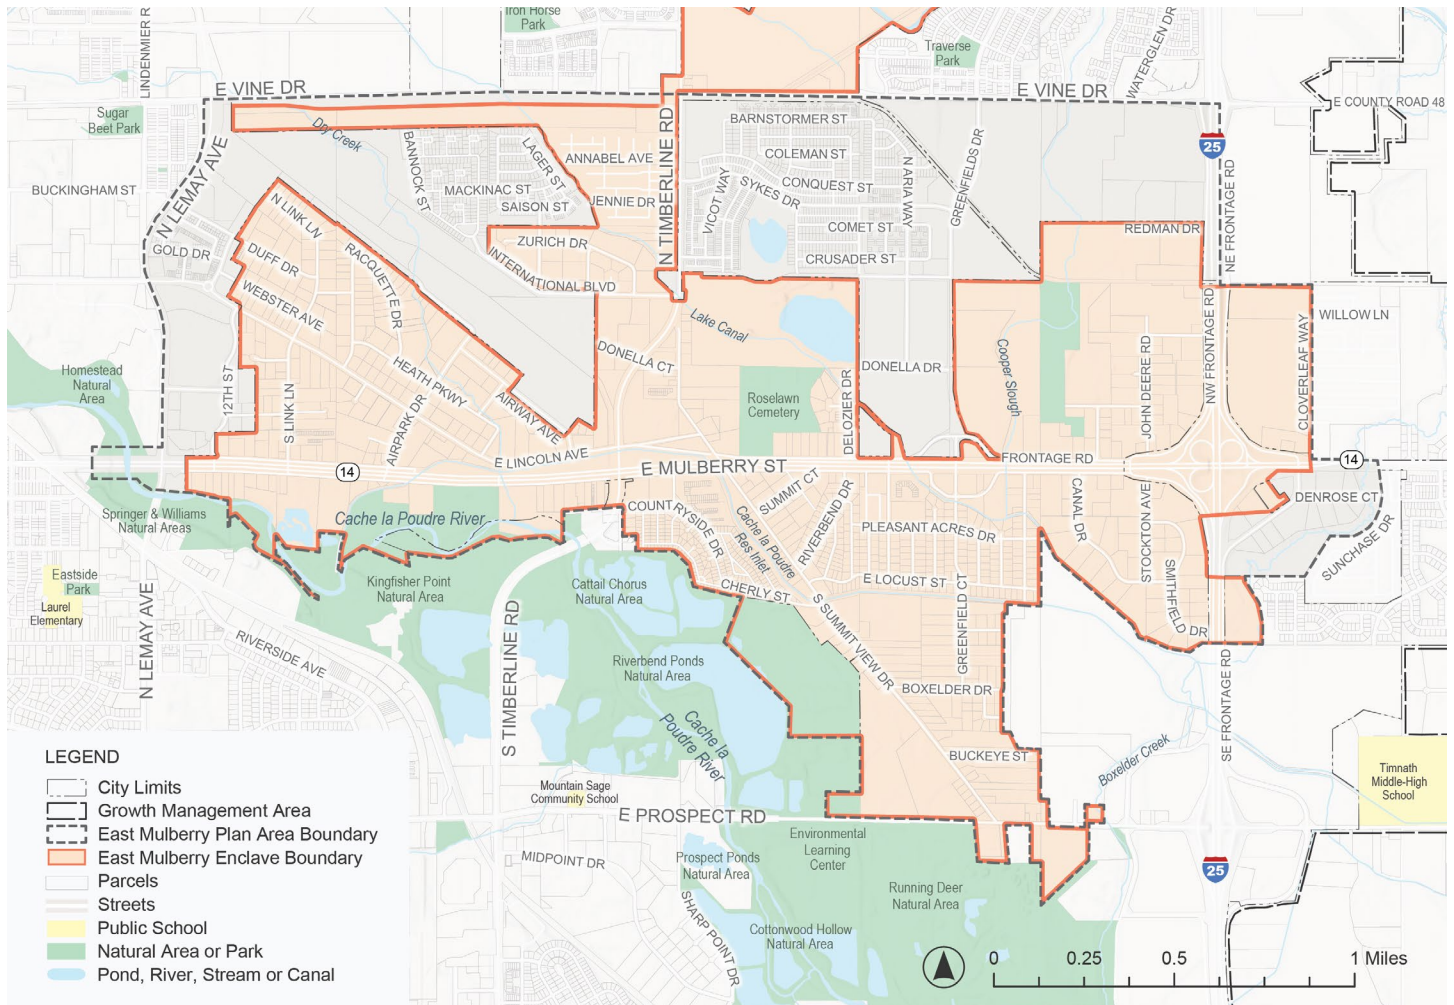 Iron Horse
Park
LINDENMIER R
Traverse
Park
WATERGLEN DR
E VINE DR
E VINE DR
E COUNTY ROAD 48
Sugar
Beet Park
Dry Creek
BARNSTORMER ST
COLEMAN ST
CONQUEST ST
SYKES DR
COMET ST
CRUSADER ST
VICOT WAY
NARIA WAY
GREENFIELDS DR
25
NE FRONTAGE RD
LAGER ST
ANNABEL AVE
BANNOCK ST
MACKINAC ST
SAISON ST
JENNIE DR
ZURICH DR
INTERNATIONAL BLVD
N TIMBERLINE RD
BUCKINGHAM ST
N LEMAY AVE
GOLD DR
N LINK LN
DUFF DR
RACQUETTE DR
WEBSTER AVE
REDMAN DR
WILLOW LN
NW FRONTAGE RD
CLOVERLEAF WAY
JOHN DEERE RD
Cooper Slough
Lake Canal
DONELLA CT
DONELLA DR
Roselawn
Cemetery
DELOZIER DR
HEATH PKWY
AIRPARK DR
AIRWAY AVE
S LINK LN
12TH ST
Homestead
Natural
Area
E LINCOLN AVE
E MULBERRY ST
FRONTAGE RD
14
14
Springer & Williams
Natural Areas
Cache la Poudre River
COUNTRYSIDE DR
SUMMIT CT
RIVERBEND DR
Cache la Poudre
Res Inlet
PLEASANT ACRES DR
CANAL DR
STOCKTON AVE
DENROSE CT
SUNCHASE DR
SMITHFIELD DR
E LOCUST ST
CHERLY ST
GREENFIELD CT
S SUMMIT VIEW DR
BOXELDER DR
BUCKEYE ST
Eastside
Park
Laurel
Elementary
N LEMAY AVE
RIVERSIDE AVE
Kingfisher Point
Natural Area
Cattail Chorus
Natural Area
Riverbend Ponds
Natural Area
S TIMBERLINE RD
Cache la
Poudre River
SE FRONTAGE RD
Boxelder Creek
Timnath
Middle-High
School
Mountain Sage
Community School
E PROSPECT RD
MIDPOINT DR
Prospect Ponds
Natural Area
SHARP POINT DR
Environmental
Learning
Center
Running Deer
Natural Area
Cottonwood Hollow
Natural Area
25
LEGEND
City Limits
Growth Management Area
East Mulberry Plan Area Boundary
East Mulberry Enclave Boundary
Parcels
Streets
Public School
Natural Area or Park
Pond, River, Stream or Canal
0 0.25 0.5 1 Miles